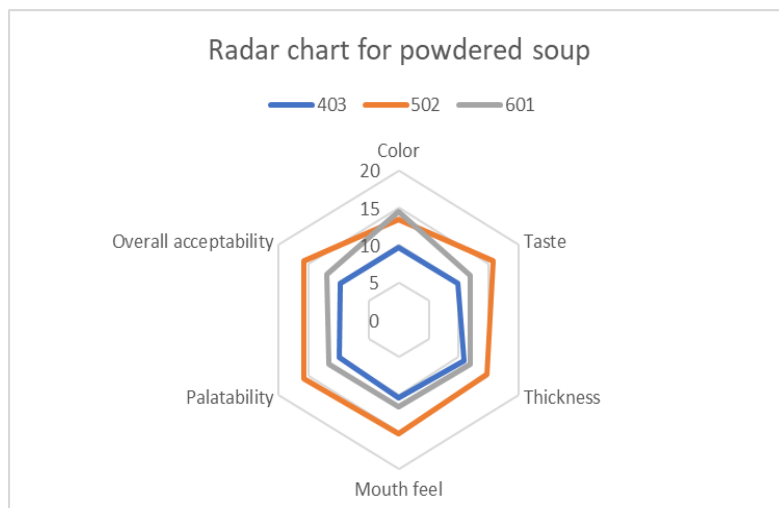 Radar chart for powdered soup
403 502 601
Color
20
15
Overall acceptability Taste
10
5
0
Palatability Thickness
Mouth feel